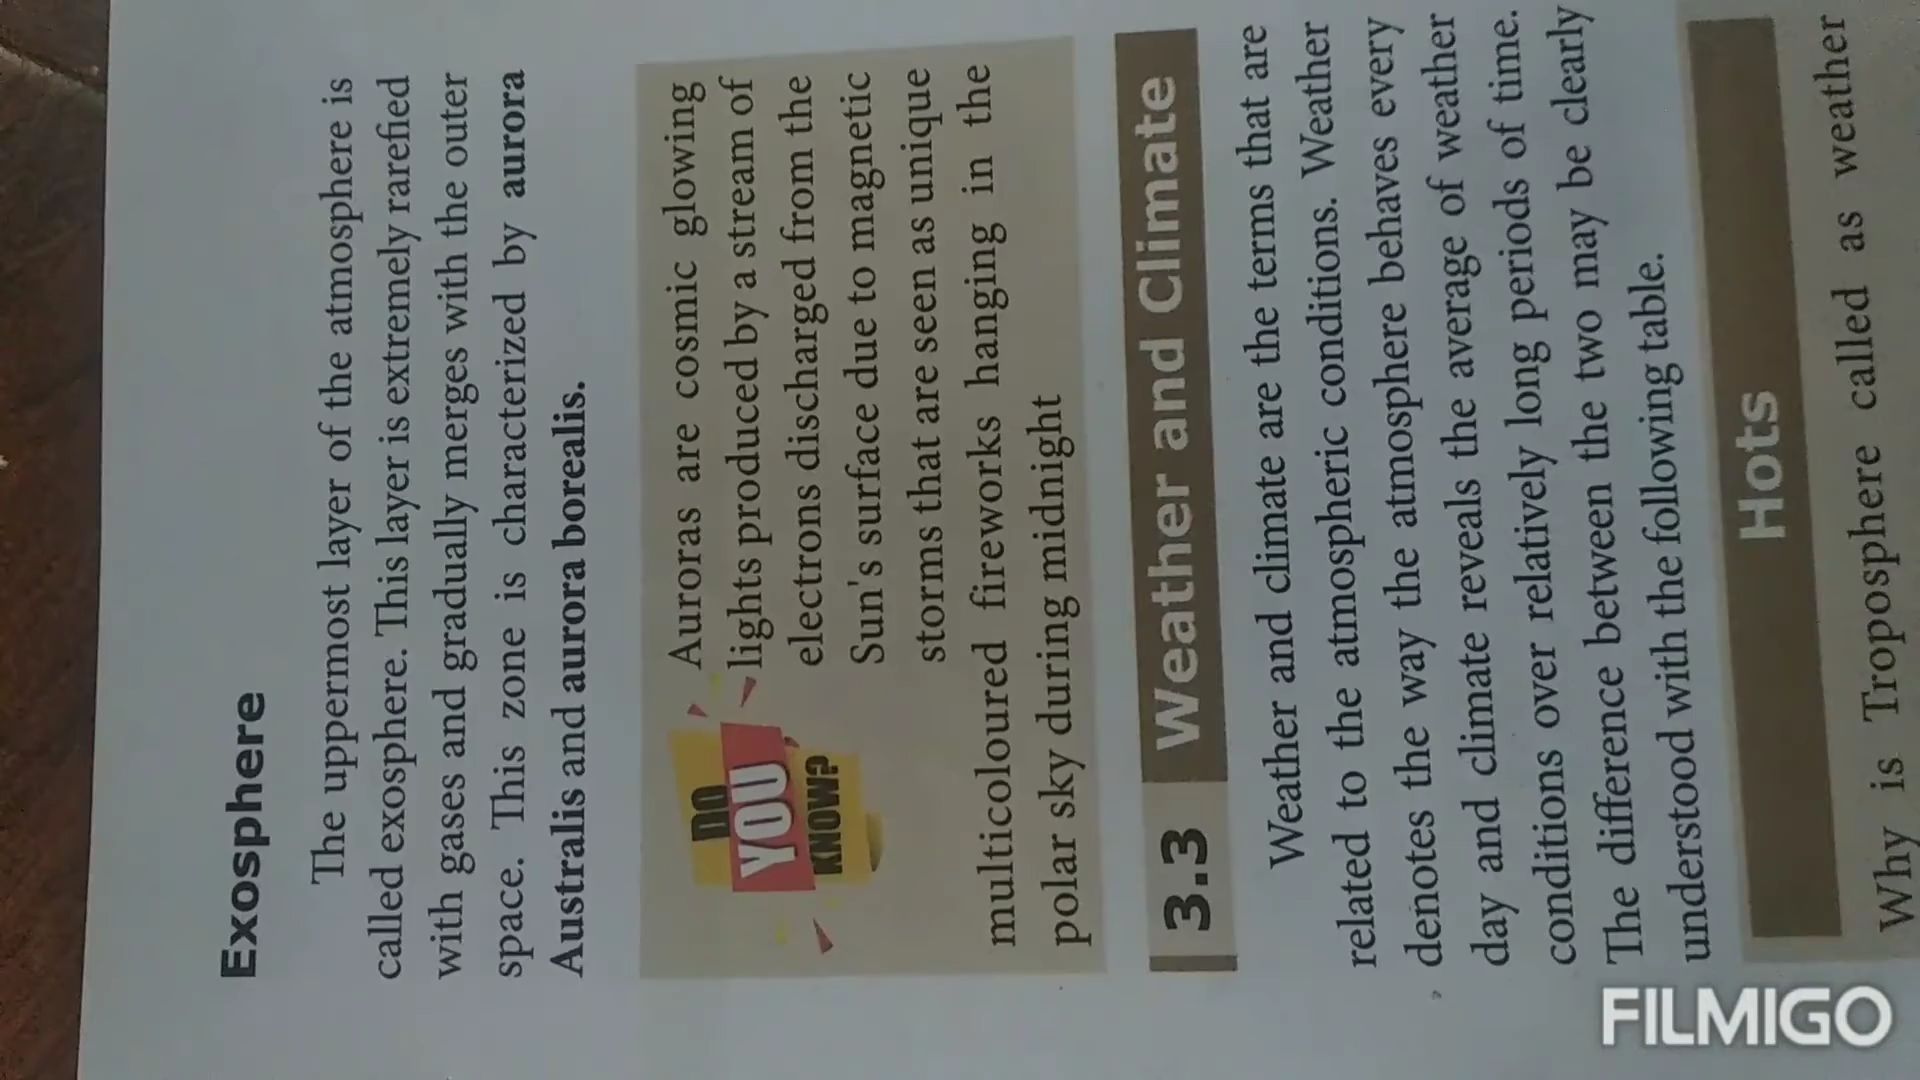 Exosphere
The uppermost layer of the atmosphere is
called exosphere. This layer is extremely rarefied
with gases and gradually merges with the outer
space. This zone is characterized by aurora
Australis and aurora borealis.
DO
YOU
KNOW?
Auroras are cosmic glowing
lights produced by a stream of
electrons discharged from the
Sun's surface due to magnetic
storms that are seen as unique
multicoloured fireworks hanging in the
polar sky during midnight
3.3 Weather and Climate
Weather and climate are the terms that are
related to the atmospheric conditions. Weather
denotes the way the atmosphere behaves every
day and climate reveals the average of weather
conditions over relatively long periods of time.
The difference between the two may be clearly
understood with the following table.
Hots
Why is Troposphere called as weather
FILMIGO